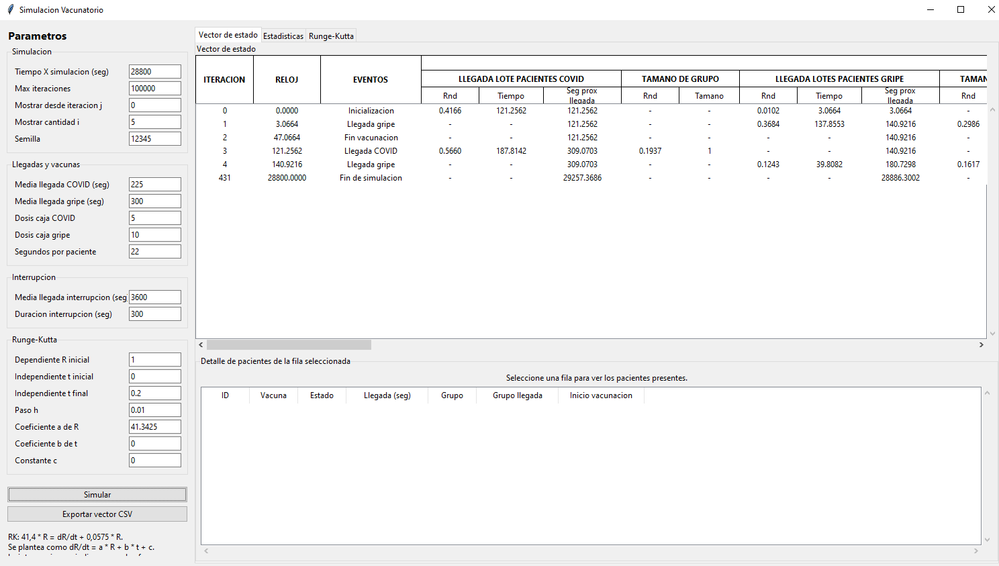 Simulacion Vacunatorio
Parametros
Simulacion
Tiempo X simulacion (seg) 28800
Max iteraciones 100000
Mostrar desde iteracion j 0
Mostrar cantidad i 5
Semilla 12345
Llegadas y vacunas
Media llegada COVID (seg) 225
Media llegada gripe (seg) 300
Dosis caja COVID 5
Dosis caja gripe 10
Segundos por paciente 22
Interrupcion
Media llegada interrupcion (seg 3600
Duracion interrupcion (seg) 300
Runge-Kutta
Dependiente R inicial 1
Independiente t inicial 0
Independiente t final 0.2
Paso h 0.01
Coeficiente a de R 41.3425
Coeficiente b de t 0
Constante c 0
Simular
Exportar vector CSV
RK: 41,4 * R = dR/dt + 0,0575 * R.
Se plantea como dR/dt = a * R + b * t + c.
Vector de estado Estadisticas Runge-Kutta
Vector de estado
ITERACION RELOJ EVENTOS LLEGADA LOTE PACIENTES COVID TAMANO DE GRUPO LLEGADA LOTES PACIENTES GRIPE TAMAN
Rnd Tiempo Seg prox llegada Rnd Tamano Rnd Tiempo Seg prox llegada Rnd
0 0.0000 Inicializacion 0.4166 121.2562 121.2562 - - 0.0102 3.0664 3.0664 -
1 3.0664 Llegada gripe - - 121.2562 - - 0.3684 137.8553 140.9216 0.2986
2 47.0664 Fin vacunacion - - 121.2562 - - - - 140.9216 -
3 121.2562 Llegada COVID 0.5660 187.8142 309.0703 0.1937 1 - - 140.9216 -
4 140.9216 Llegada gripe - - 309.0703 - - 0.1243 39.8082 180.7298 0.1617
431 28800.0000 Fin de simulacion - - 29257.3686 - - - - 28886.3002 -
Detalle de pacientes de la fila seleccionada
Seleccione una fila para ver los pacientes presentes.
ID Vacuna Estado Llegada (seg) Grupo Grupo llegada Inicio vacunacion